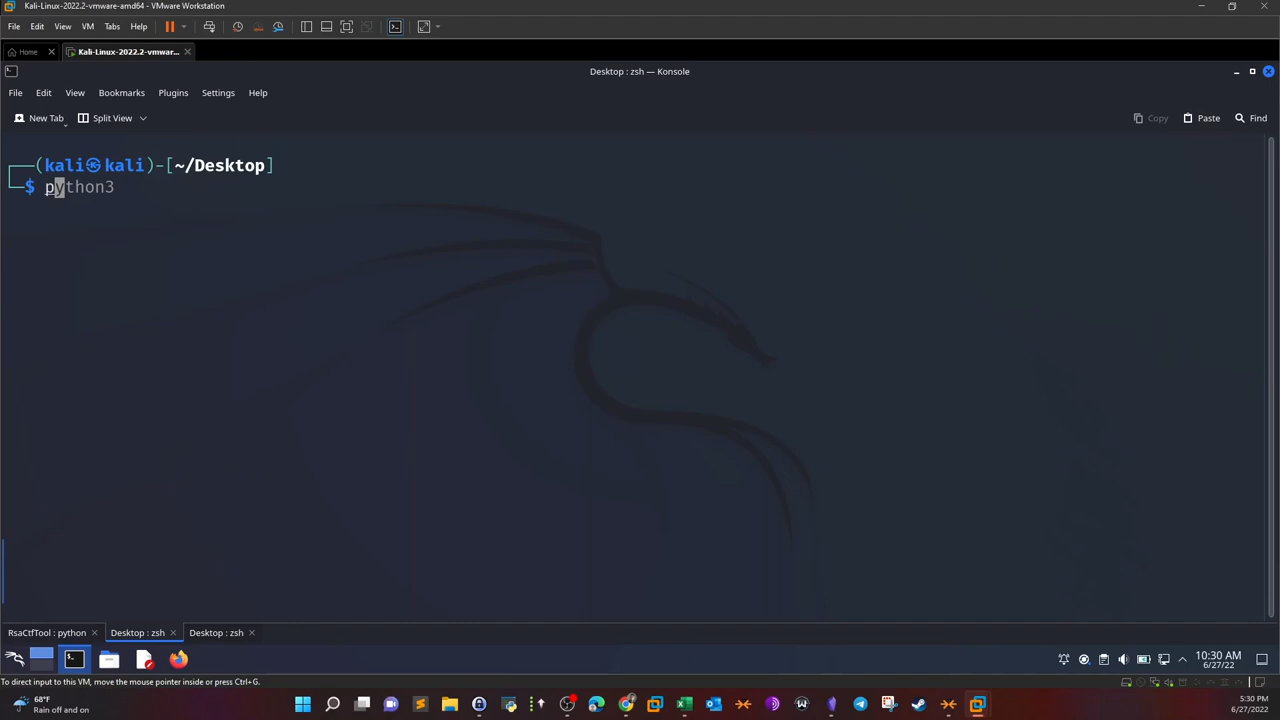 Kali-Linux-2022.2-vmware-amd64 - VMware Workstation
File Edit View VM Tabs Help
Home Kali-Linux-2022.2-vmwar...
Desktop : zsh — Konsole
File Edit View Bookmarks Plugins Settings Help
New Tab Split View Copy Paste Find
(kali㉿kali)-[~/Desktop]
$ python3
RsaCtfTool : python Desktop : zsh Desktop : zsh
10:30 AM
6/27/22
To direct input to this VM, move the mouse pointer inside or press Ctrl+G.
68°F
Rain off and on
5:30 PM
6/27/2022